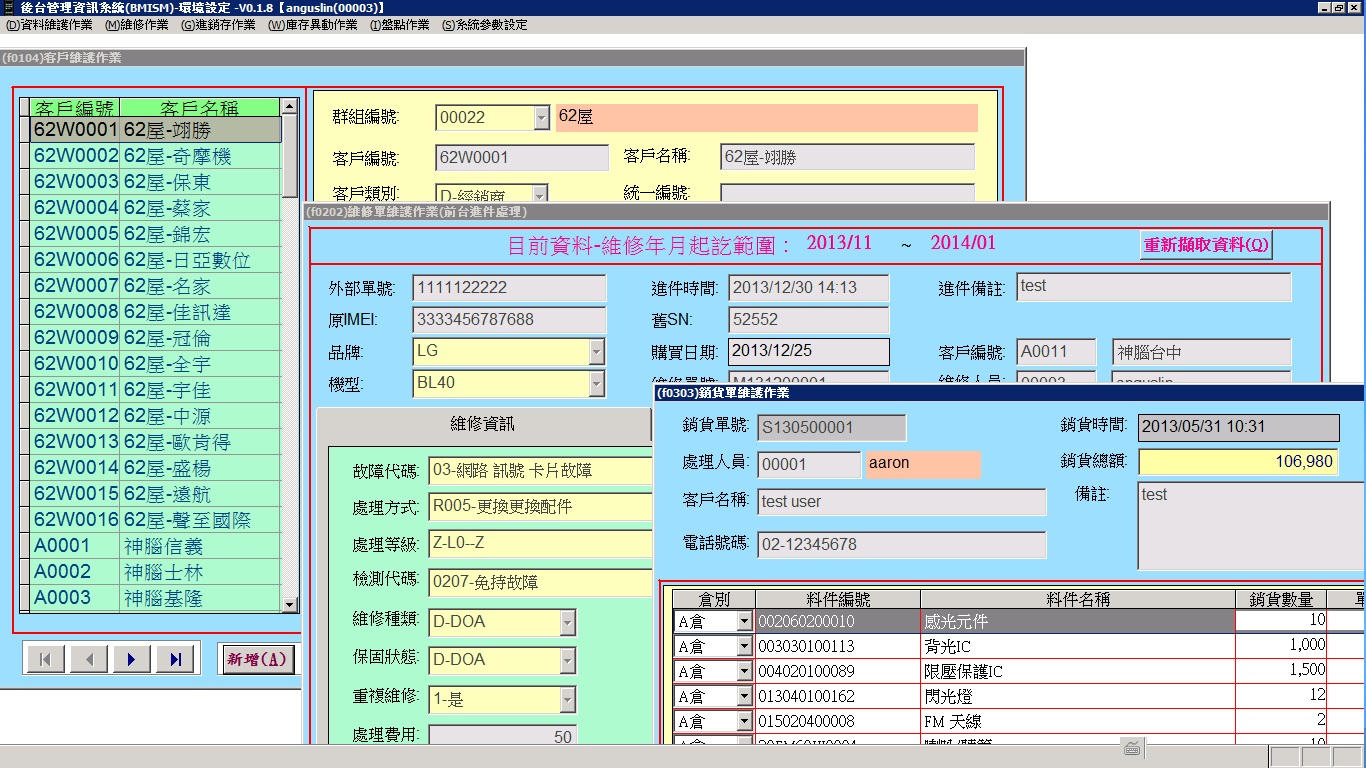 後台管理資訊系統(BMISM)-環境設定 -V0.1.8【anguslin(00003)】
(D)資料維護作業 (M)維修作業 (G)進銷存作業 (W)庫存異動作業 (I)盤點作業 (S)系統參數設定
(f0104)客戶維護作業
客戶編號 客戶名稱
62W0001 62屋-翊勝
62W0002 62屋-奇摩機
62W0003 62屋-保東
62W0004 62屋-蔡家
62W0005 62屋-錦宏
62W0006 62屋-日亞數位
62W0007 62屋-名家
62W0008 62屋-佳訊達
62W0009 62屋-冠倫
62W0010 62屋-全宇
62W0011 62屋-宇佳
62W0012 62屋-中源
62W0013 62屋-歐肯得
62W0014 62屋-盛楊
62W0015 62屋-遠航
62W0016 62屋-聲至國際
A0001 神腦信義
A0002 神腦士林
A0003 神腦基隆
新增(A)
群組編號: 00022 62屋
客戶編號: 62W0001 客戶名稱: 62屋-翊勝
客戶類別: D-經銷商 統一編號:
(f0202)維修單維護作業(前台進件處理)
目前資料-維修年月起訖範圍： 2013/11 ~ 2014/01 重新擷取資料(Q)
外部單號: 1111122222 進件時間: 2013/12/30 14:13 進件備註: test
原IMEI: 3333456787688 舊SN: 52552
品牌: LG 購買日期: 2013/12/25 客戶編號: A0011 神腦台中
機型: BL40 維修單號: M131200001 維修人員: 00003 anguslin
維修資訊
故障代碼: 03-網路 訊號 卡片故障
處理方式: R005-更換更換配件
處理等級: Z-L0--Z
檢測代碼: 0207-免持故障
維修種類: D-DOA
保固狀態: D-DOA
重複維修: 1-是
處理費用: 50
(f0303)銷貨單維護作業
銷貨單號: S130500001 銷貨時間: 2013/05/31 10:31
處理人員: 00001 aaron 銷貨總額: 106,980
客戶名稱: test user 備註: test
電話號碼: 02-12345678
倉別 料件編號 料件名稱 銷貨數量
A倉 002060200010 感光元件 10
A倉 003030100113 背光IC 1,000
A倉 004020100089 限壓保護IC 1,500
A倉 013040100162 閃光燈 12
A倉 015020400008 FM 天線 2
A倉